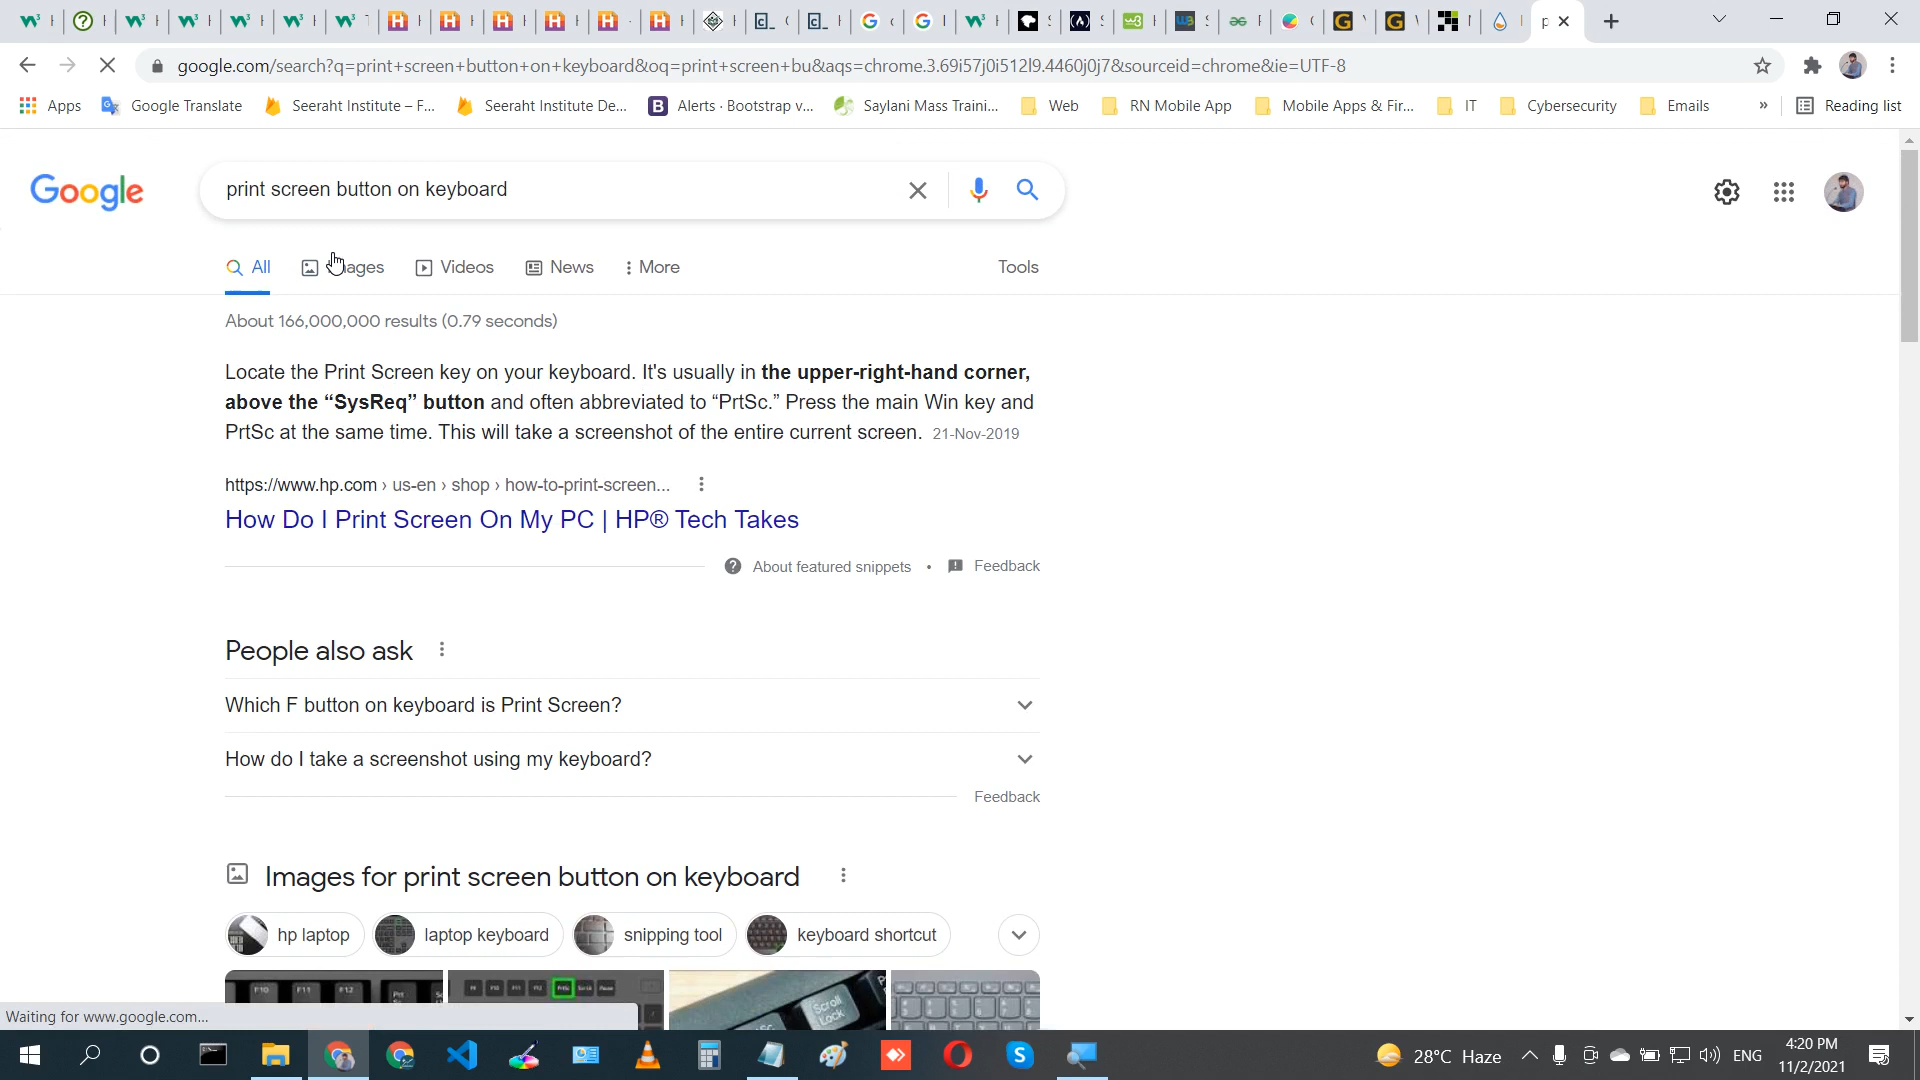 google.com/search?q=print+screen+button+on+keyboard&oq=print+screen+bu&aqs=chrome.3.69i57j0i512l9.4460j0j7&sourceid=chrome&ie=UTF-8
Apps Google Translate Seeraht Institute – F... Seeraht Institute De... Alerts · Bootstrap v... Saylani Mass Traini... Web RN Mobile App Mobile Apps & Fir... IT Cybersecurity Emails » Reading list
Google print screen button on keyboard
All Images Videos News More Tools
About 166,000,000 results (0.79 seconds)
Locate the Print Screen key on your keyboard. It's usually in the upper-right-hand corner,
above the “SysReq” button and often abbreviated to “PrtSc.” Press the main Win key and
PrtSc at the same time. This will take a screenshot of the entire current screen. 21-Nov-2019
https://www.hp.com › us-en › shop › how-to-print-screen...
How Do I Print Screen On My PC | HP® Tech Takes
About featured snippets • Feedback
People also ask
Which F button on keyboard is Print Screen?
How do I take a screenshot using my keyboard?
Feedback
Images for print screen button on keyboard
hp laptop laptop keyboard snipping tool keyboard shortcut
F10 F11 F12 Prt Scroll Lock
Waiting for www.google.com...
28°C Haze ENG 4:20 PM
11/2/2021